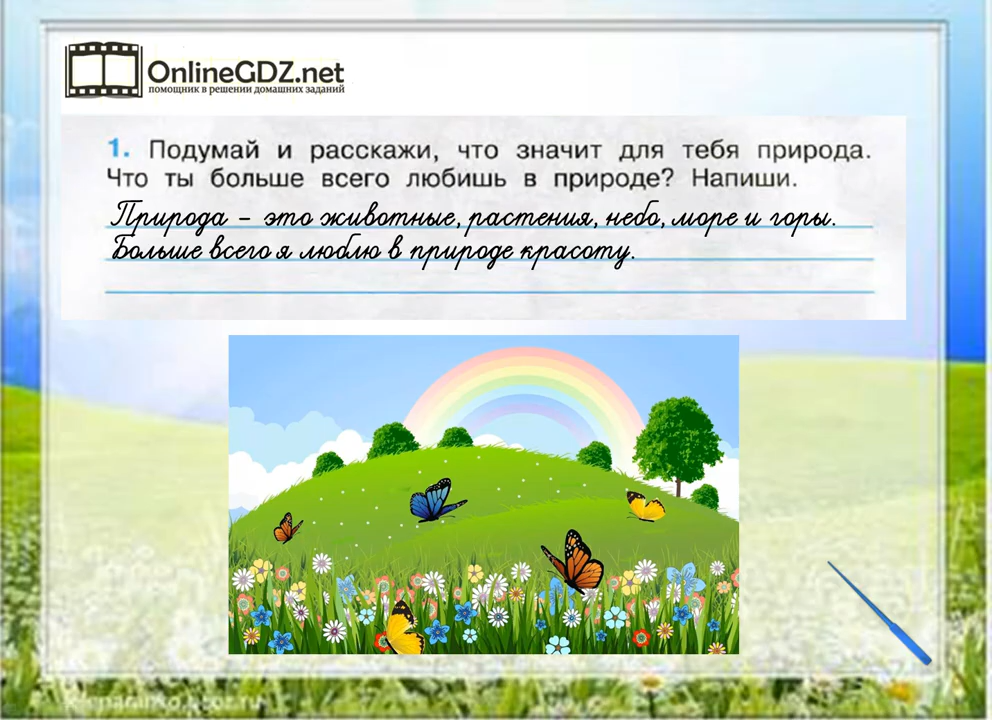 OnlineGDZ.net
помощник в решении домашних заданий
1. Подумай и расскажи, что значит для тебя природа.
Что ты больше всего любишь в природе? Напиши.
Природа – это животные, растения, небо, море и горы.
Больше всего я люблю в природе красоту.